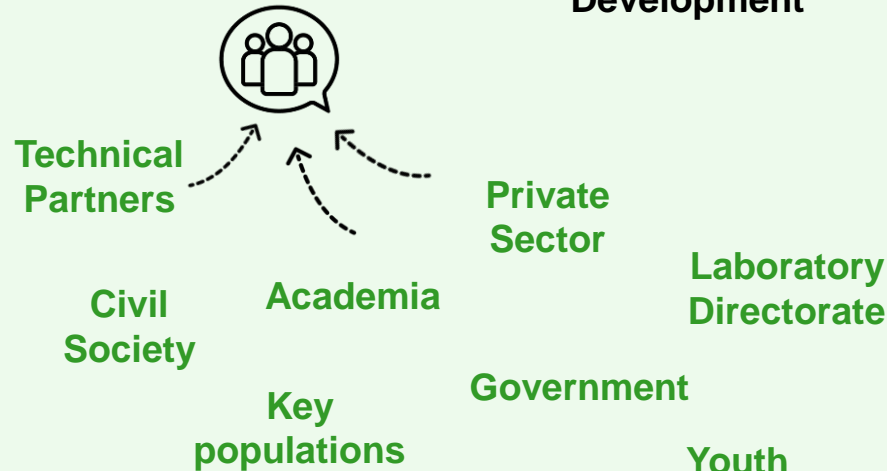 Development
Technical
Partners
Private
Sector
Laboratory
Directorate
Civil
Society
Academia
Government
Key
populations
Youth